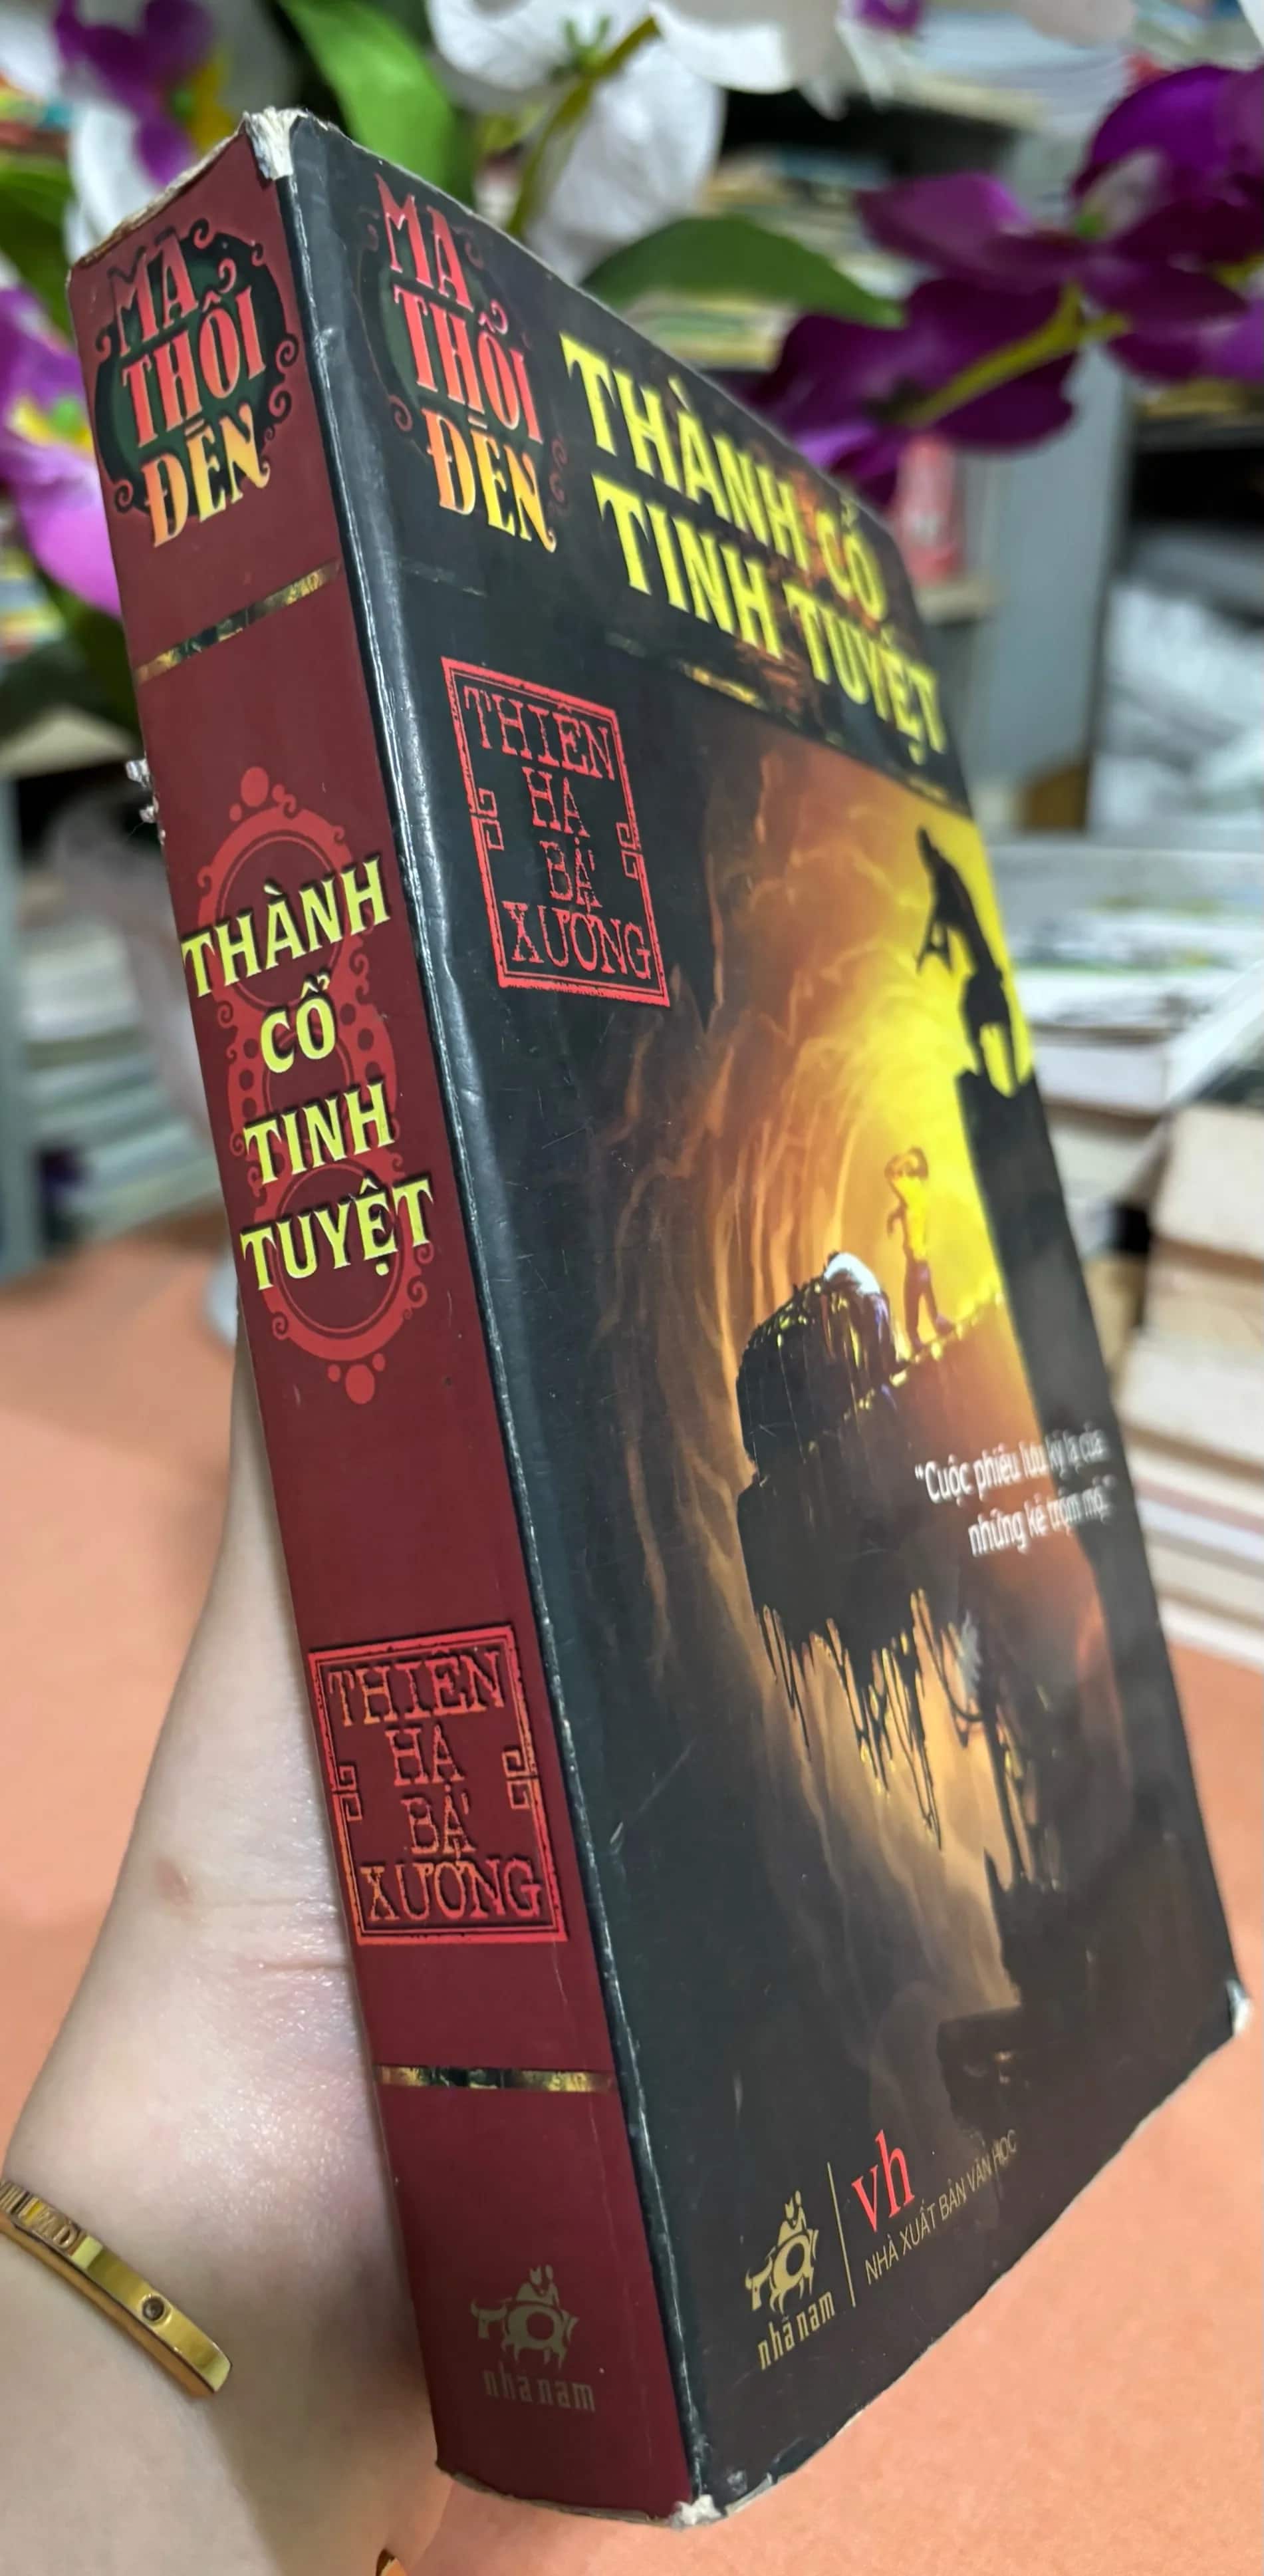 MA
THỔI
ĐÈN
THÀNH
CỔ
TINH
TUYỆT
THIÊN
HẠ
BÁ
XƯỚNG
nhã nam
MA
THỔI
ĐÈN
THÀNH CỔ
TINH TUYỆT
THIÊN
HẠ
BÁ
XƯỚNG
"Cuộc phiêu lưu kỳ lạ của
những kẻ trộm mộ"
nhã nam
vh
NHÀ XUẤT BẢN VĂN HỌC